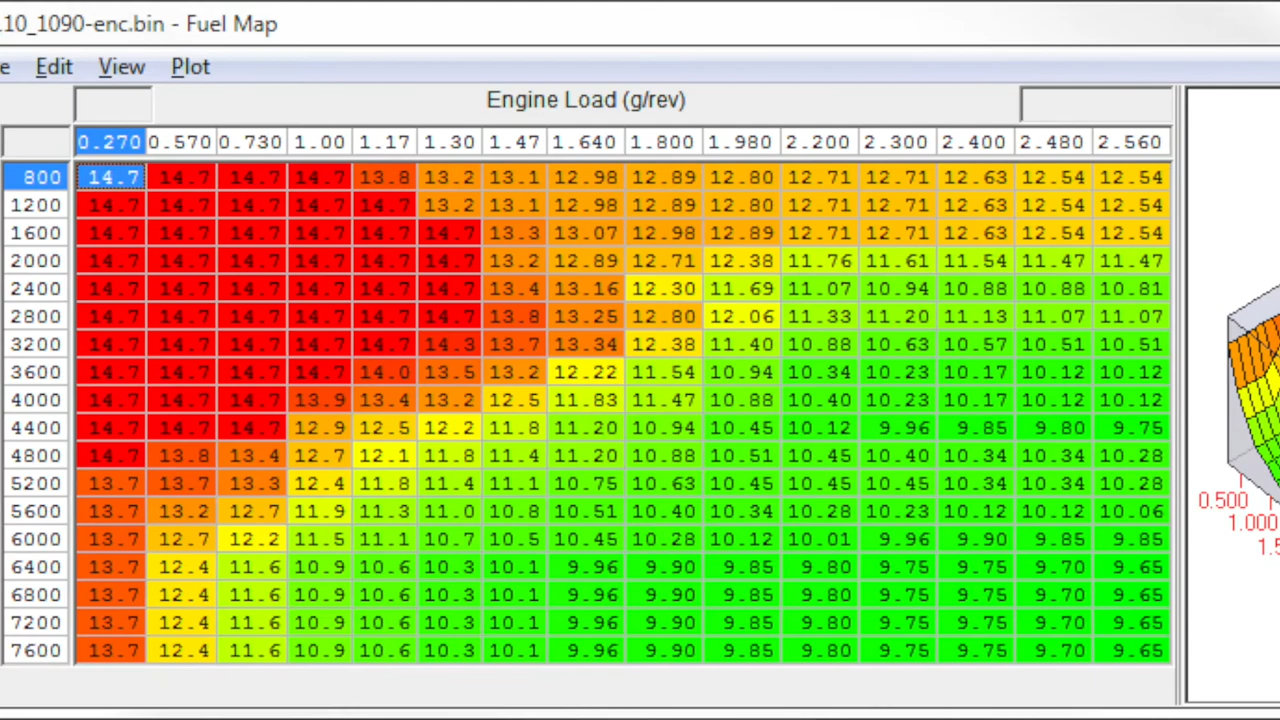 10_1090-enc.bin - Fuel Map
e Edit View Plot
Engine Load (g/rev)
0.270 0.570 0.730 1.00 1.17 1.30 1.47 1.640 1.800 1.980 2.200 2.300 2.400 2.480 2.560
800 14.7 14.7 14.7 14.7 13.8 13.2 13.1 12.98 12.89 12.80 12.71 12.71 12.63 12.54 12.54
1200 14.7 14.7 14.7 14.7 14.7 13.2 13.1 12.98 12.89 12.80 12.71 12.71 12.63 12.54 12.54
1600 14.7 14.7 14.7 14.7 14.7 14.7 13.3 13.07 12.98 12.89 12.71 12.71 12.63 12.54 12.54
2000 14.7 14.7 14.7 14.7 14.7 14.7 13.2 12.89 12.71 12.38 11.76 11.61 11.54 11.47 11.47
2400 14.7 14.7 14.7 14.7 14.7 14.7 13.4 13.16 12.30 11.69 11.07 10.94 10.88 10.88 10.81
2800 14.7 14.7 14.7 14.7 14.7 14.7 13.8 13.25 12.80 12.06 11.33 11.20 11.13 11.07 11.07
3200 14.7 14.7 14.7 14.7 14.7 14.3 13.7 13.34 12.38 11.40 10.88 10.63 10.57 10.51 10.51
3600 14.7 14.7 14.7 14.7 14.0 13.5 13.2 12.22 11.54 10.94 10.34 10.23 10.17 10.12 10.12
4000 14.7 14.7 14.7 13.9 13.4 13.2 12.5 11.83 11.47 10.88 10.40 10.23 10.17 10.12 10.12
4400 14.7 14.7 14.7 12.9 12.5 12.2 11.8 11.20 10.94 10.45 10.12 9.96 9.85 9.80 9.75
4800 14.7 13.8 13.4 12.7 12.1 11.8 11.4 11.20 10.88 10.51 10.45 10.40 10.34 10.34 10.28
5200 13.7 13.7 13.3 12.4 11.8 11.4 11.1 10.75 10.63 10.45 10.45 10.45 10.34 10.34 10.28
5600 13.7 13.2 12.7 11.9 11.3 11.0 10.8 10.51 10.40 10.34 10.28 10.23 10.12 10.12 10.06
6000 13.7 12.7 12.2 11.5 11.1 10.7 10.5 10.45 10.28 10.12 10.01 9.96 9.90 9.85 9.85
6400 13.7 12.4 11.6 10.9 10.6 10.3 10.1 9.96 9.90 9.85 9.80 9.75 9.75 9.70 9.65
6800 13.7 12.4 11.6 10.9 10.6 10.3 10.1 9.96 9.90 9.85 9.80 9.75 9.75 9.70 9.65
7200 13.7 12.4 11.6 10.9 10.6 10.3 10.1 9.96 9.90 9.85 9.80 9.75 9.75 9.70 9.65
7600 13.7 12.4 11.6 10.9 10.6 10.3 10.1 9.96 9.90 9.85 9.80 9.75 9.75 9.70 9.65
0.500
1.000
1.5